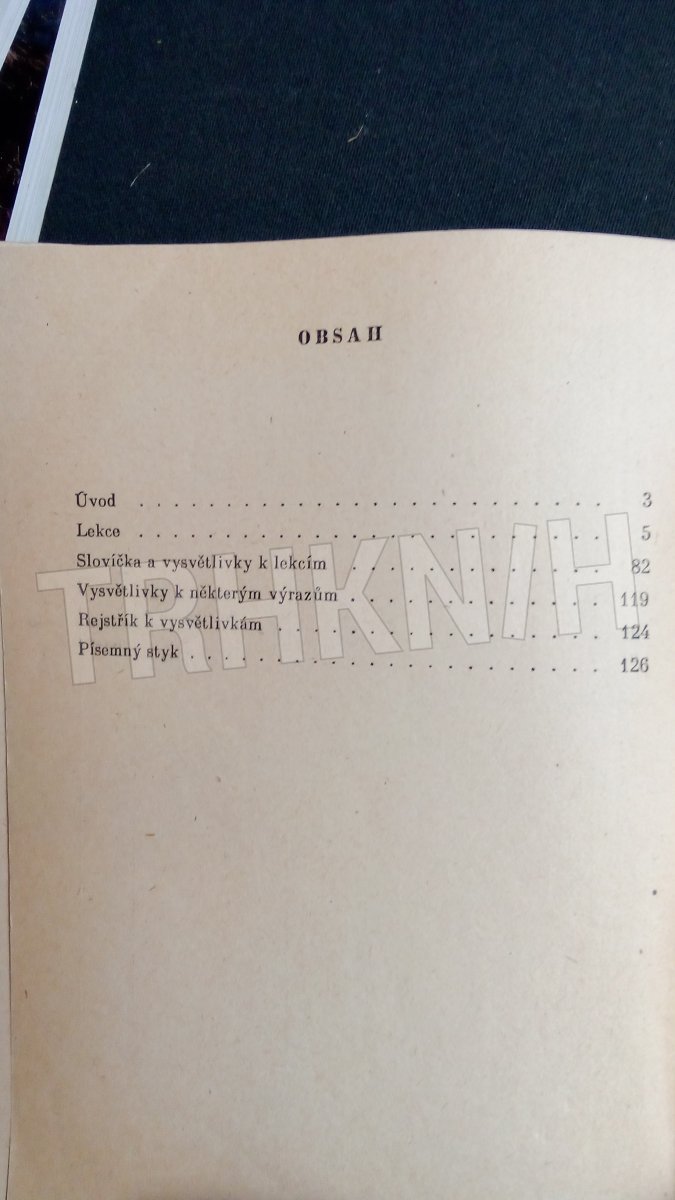 OBSAH
Úvod . . . . . . . . . . . . . . . . . . . . . . . . . . . 3
Lekce . . . . . . . . . . . . . . . . . . . . . . . . . . . 5
Slovíčka a vysvětlivky k lekcím . . . . . . . . . . . . . 82
Vysvětlivky k některým výrazům . . . . . . . . . . . . . 119
Rejstřík k vysvětlivkám . . . . . . . . . . . . . . . . . 124
Písemný styk . . . . . . . . . . . . . . . . . . . . . . 126
TRHKNIH